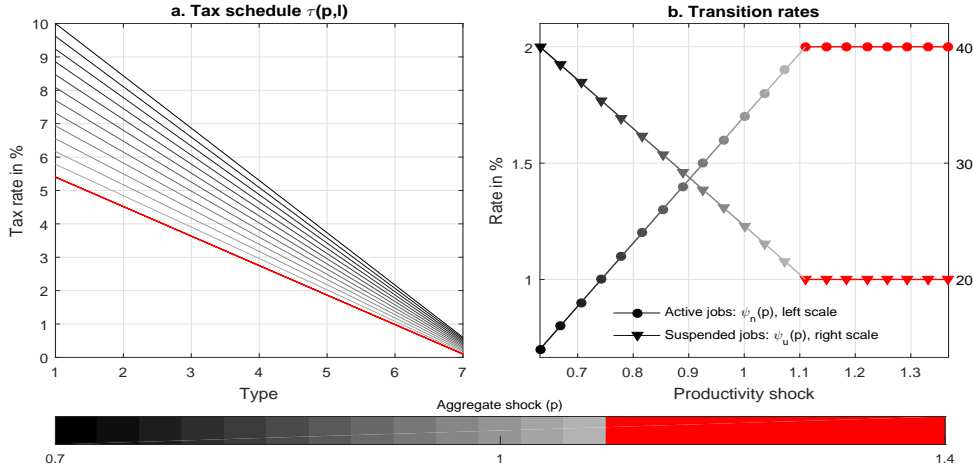 a. Tax schedule τ(p,l)
Tax rate in %
10
9
8
7
6
5
4
3
2
1
0
1 2 3 4 5 6 7
Type
b. Transition rates
Rate in %
2
1.5
1
40
30
20
Active jobs: ψn(p), left scale
Suspended jobs: ψu(p), right scale
0.7 0.8 0.9 1 1.1 1.2 1.3
Productivity shock
Aggregate shock (p)
0.7 1 1.4